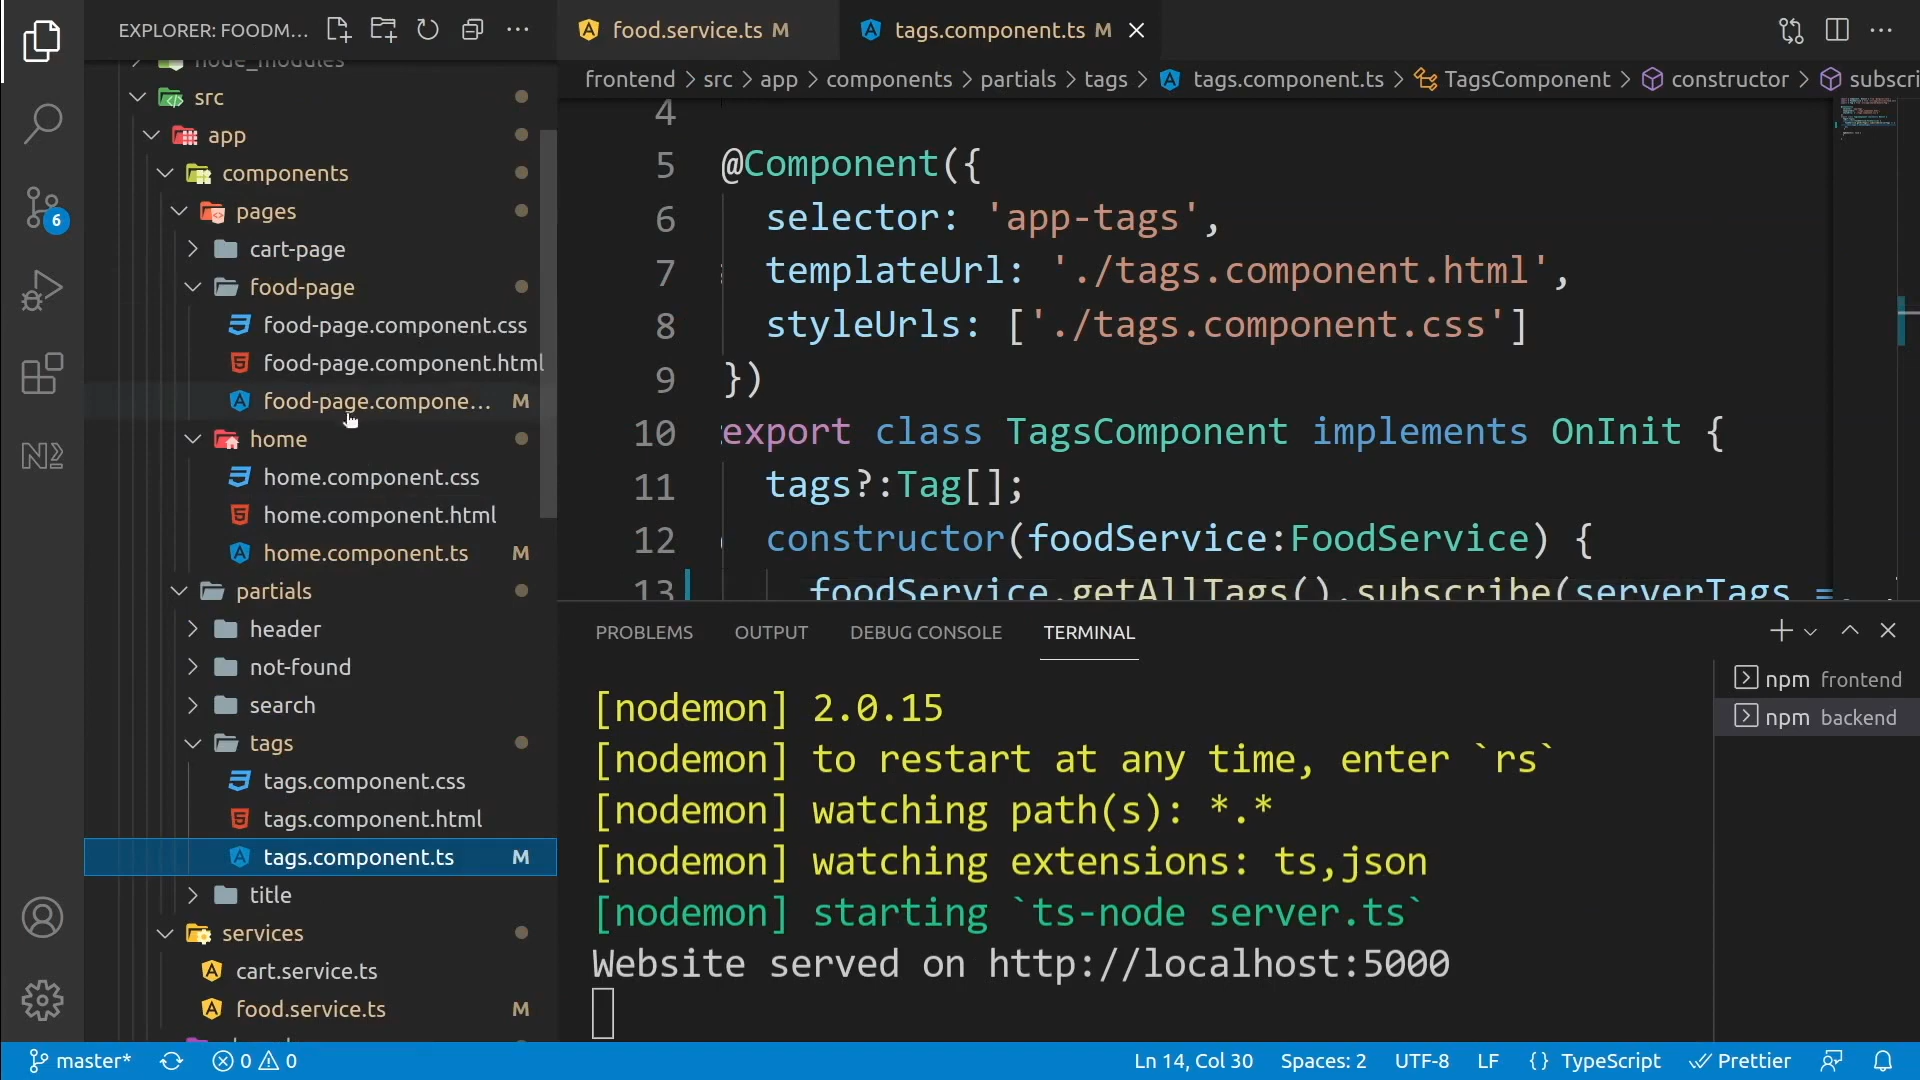 EXPLORER: FOODM...
node_modules
src
app
components
pages
cart-page
food-page
food-page.component.css
food-page.component.html
food-page.compone... M
home
home.component.css
home.component.html
home.component.ts M
partials
header
not-found
search
tags
tags.component.css
tags.component.html
tags.component.ts M
title
services
cart.service.ts
food.service.ts M
6
food.service.ts M
tags.component.ts M
frontend > src > app > components > partials > tags > tags.component.ts > TagsComponent > constructor > subscri
4
5 @Component({
6 selector: 'app-tags',
7 templateUrl: './tags.component.html',
8 styleUrls: ['./tags.component.css']
9 })
10 export class TagsComponent implements OnInit {
11 tags?:Tag[];
12 constructor(foodService:FoodService) {
13 foodService.getAllTags().subscribe(serverTags =
PROBLEMS OUTPUT DEBUG CONSOLE TERMINAL
[nodemon] 2.0.15
[nodemon] to restart at any time, enter `rs`
[nodemon] watching path(s): *.*
[nodemon] watching extensions: ts,json
[nodemon] starting `ts-node server.ts`
Website served on http://localhost:5000
npm frontend
npm backend
master* 0 0 Ln 14, Col 30 Spaces: 2 UTF-8 LF {} TypeScript Prettier